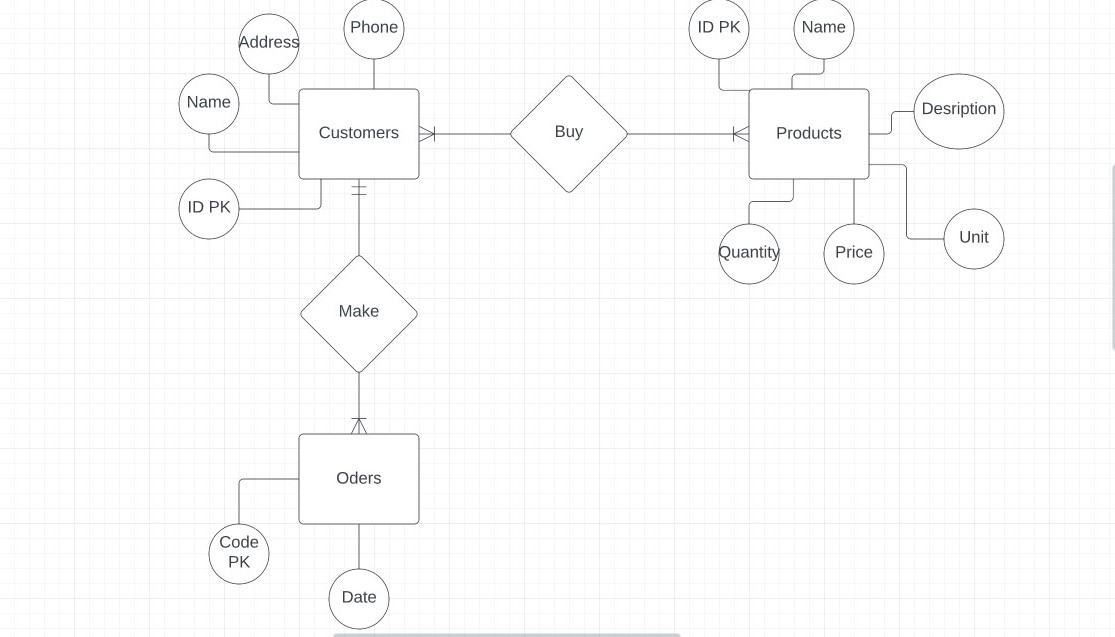 Phone
ID PK
Name
Address
Name
Customers
Buy
Products
Desription
ID PK
Unit
Quantity
Price
Make
Oders
Code
PK
Date